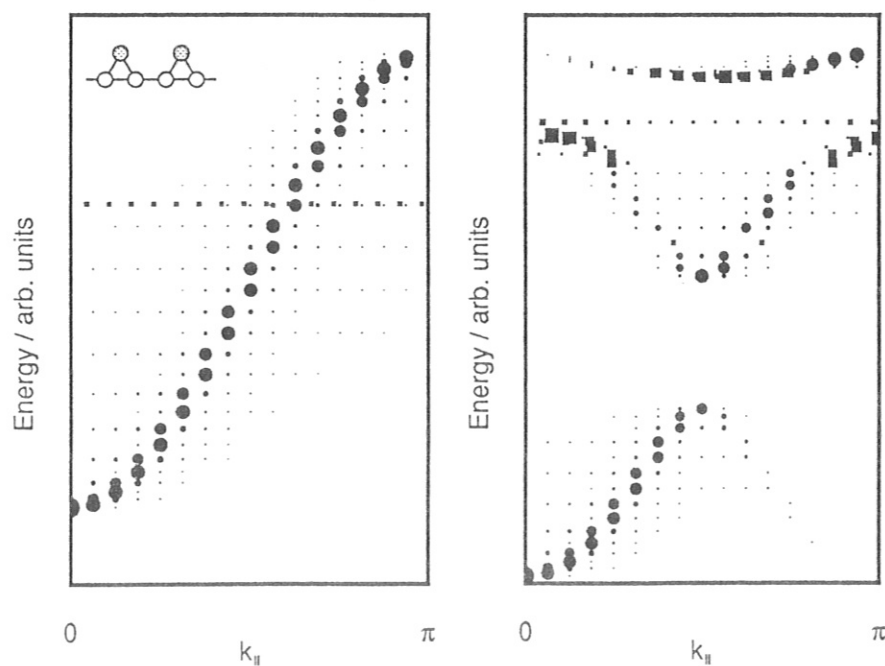 Energy / arb. units
0
k||
π
Energy / arb. units
0
k||
π